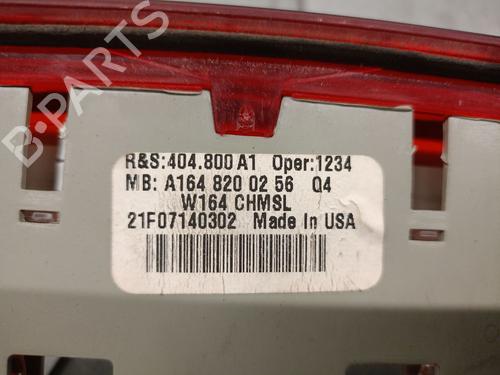 R&S:404.800 A1 Oper:1234
MB: A164 820 02 56 Q4
W164 CHMSL
21F07140302 Made In USA
B-PARTS